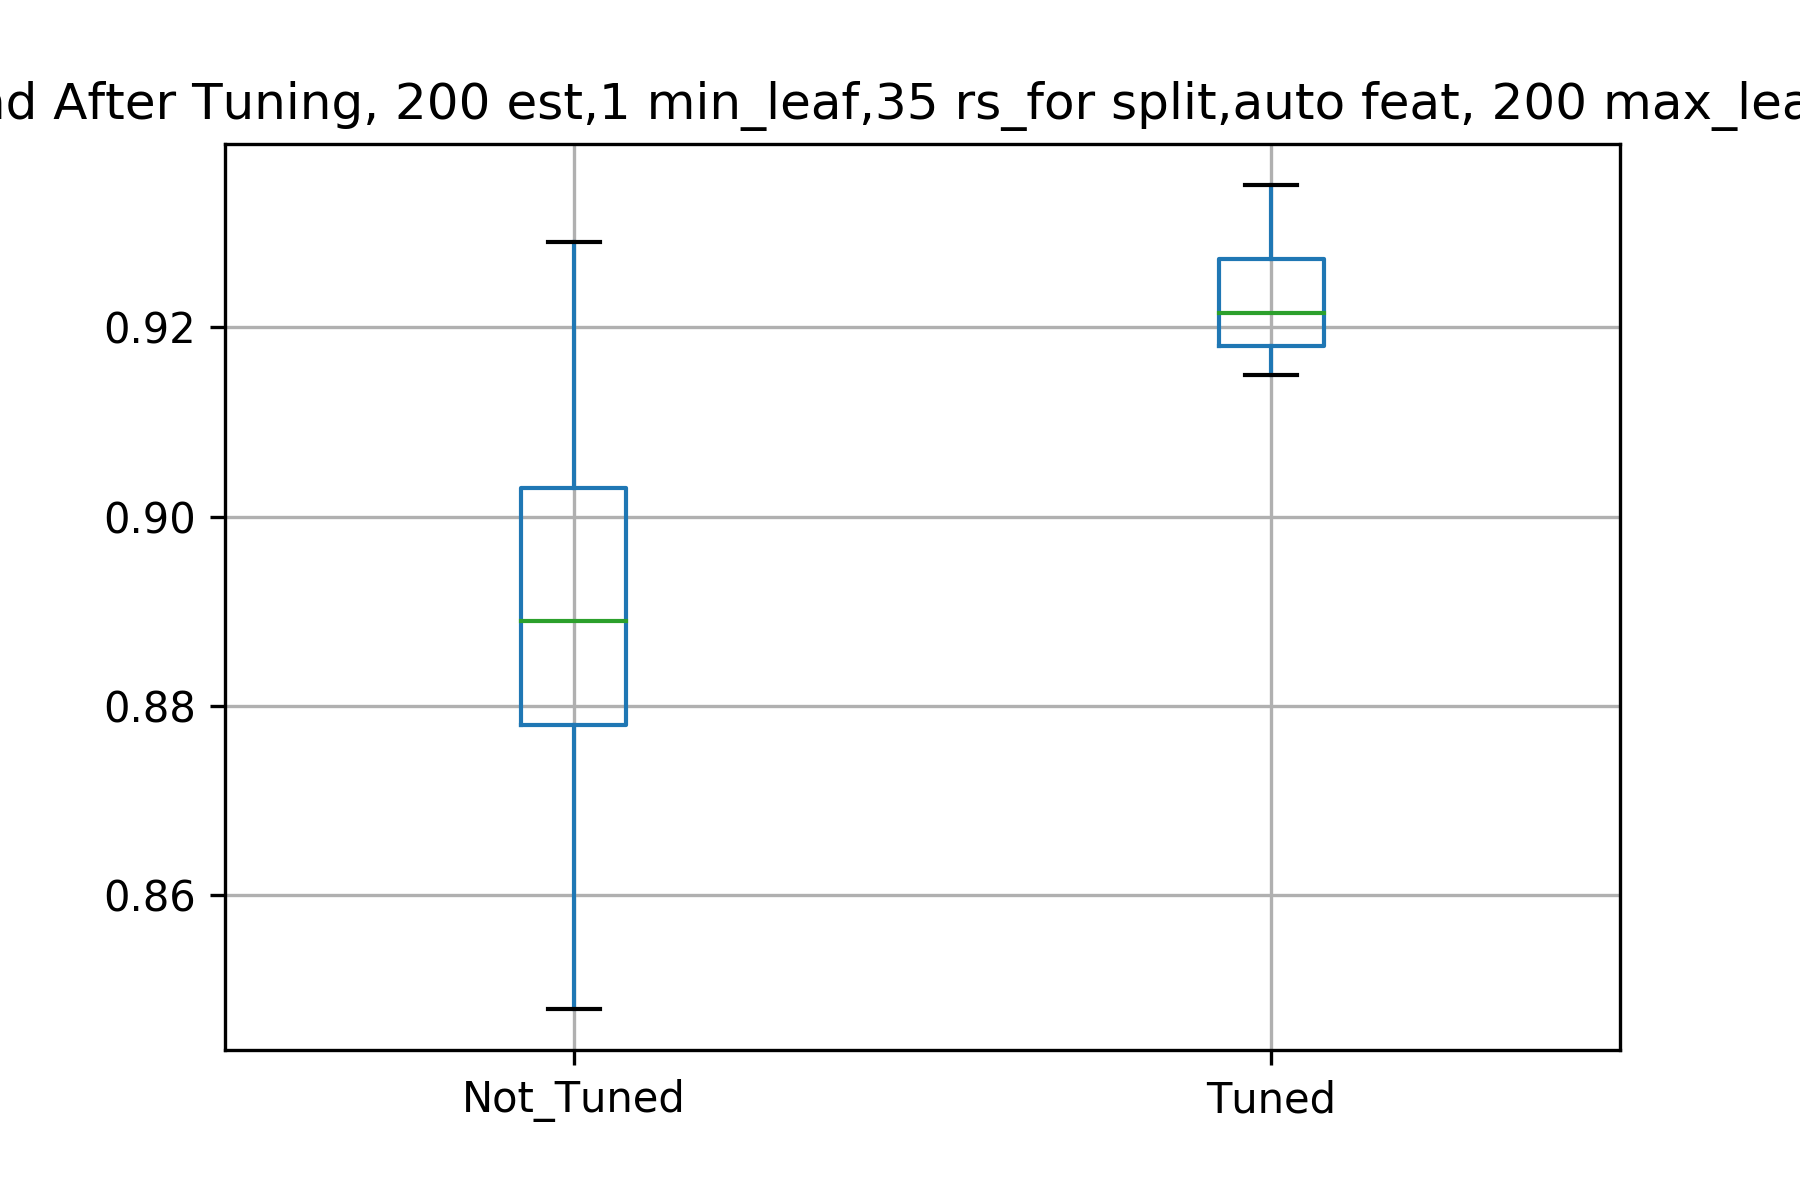 nd After Tuning, 200 est,1 min_leaf,35 rs_for split,auto feat, 200 max_lea
0.92
0.90
0.88
0.86
Not_Tuned Tuned